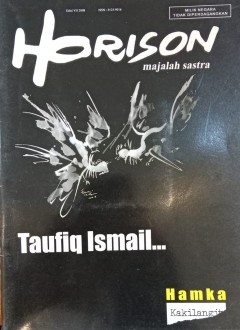 MILIK NEGARA
TIDAK DIPERDAGANGKAN
HORISON
majalah sastra
Taufiq Ismail...
Hamka
Kakilangit